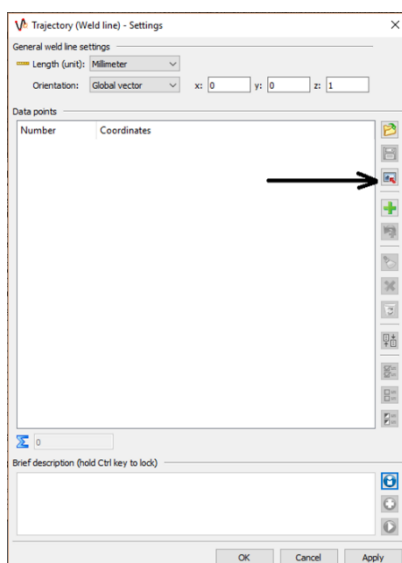 Trajectory (Weld line) - Settings
General weld line settings
Length (unit): Millimeter
Orientation: Global vector x: 0 y: 0 z: 1
Data points
Number Coordinates
0
Brief description (hold Ctrl key to lock)
OK Cancel Apply